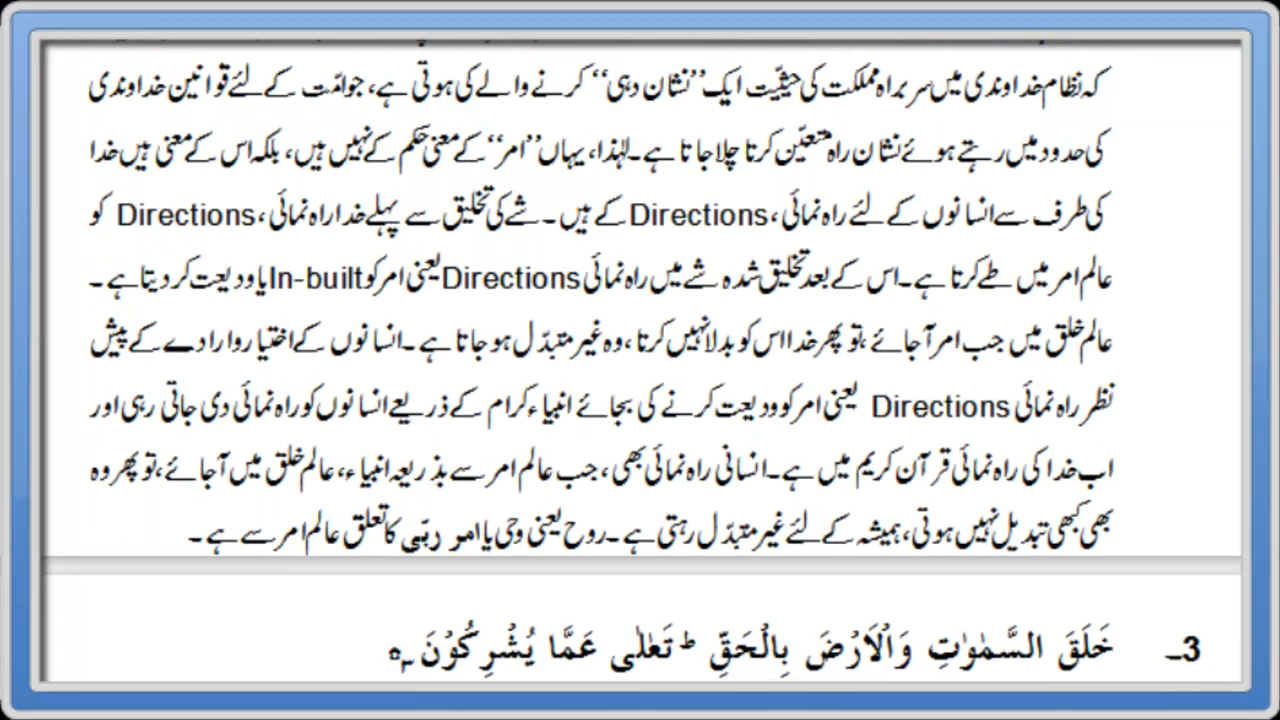 کہ نظام خداوندی میں سربراہ مملکت کی حیثیّت ایک ’’نشان دہی‘‘ کرنے والے کی ہوتی ہے، جو امّت کے لئے قوانین خداوندی
کی حدود میں رہتے ہوئے نشان راہ متعیّن کرتا چلا جاتا ہے۔ لہٰذا، یہاں ’’امر‘‘ کے معنی حکم کے نہیں ہیں، بلکہ اس کے معنی ہیں خدا
کی طرف سے انسانوں کے لئے راہ نمائی، Directions کے ہیں۔ شے کی تخلیق سے پہلے خدا راہ نمائی، Directions کو
عالم امر میں طے کرتا ہے۔ اس کے بعد تخلیق شدہ شے میں راہ نمائی Directions یعنی امر کو In-built یا ودیعت کر دیتا ہے۔
عالم خلق میں جب امر آ جائے، تو پھر خدا اس کو بدلا نہیں کرتا، وہ غیر متبدّل ہو جاتا ہے۔ انسانوں کے اختیار و ارادے کے پیش
نظر راہ نمائی Directions یعنی امر کو ودیعت کرنے کی بجائے انبیاء کرام کے ذریعے انسانوں کو راہ نمائی دی جاتی رہی اور
اب خدا کی راہ نمائی قرآن کریم میں ہے۔ انسانی راہ نمائی بھی، جب عالم امر سے بذریعہ انبیاء، عالم خلق میں آ جائے، تو پھر وہ
بھی کبھی تبدیل نہیں ہوتی، ہمیشہ کے لئے غیر متبدّل رہتی ہے۔ روح یعنی وحی یا امر ربّی کا تعلق عالم امر سے ہے۔
3۔ خَلَقَ السَّمٰوٰتِ وَالْاَرْضَ بِالْحَقِّ ؕ تَعٰلٰی عَمَّا یُشْرِکُوْنَ ﴿۳﴾